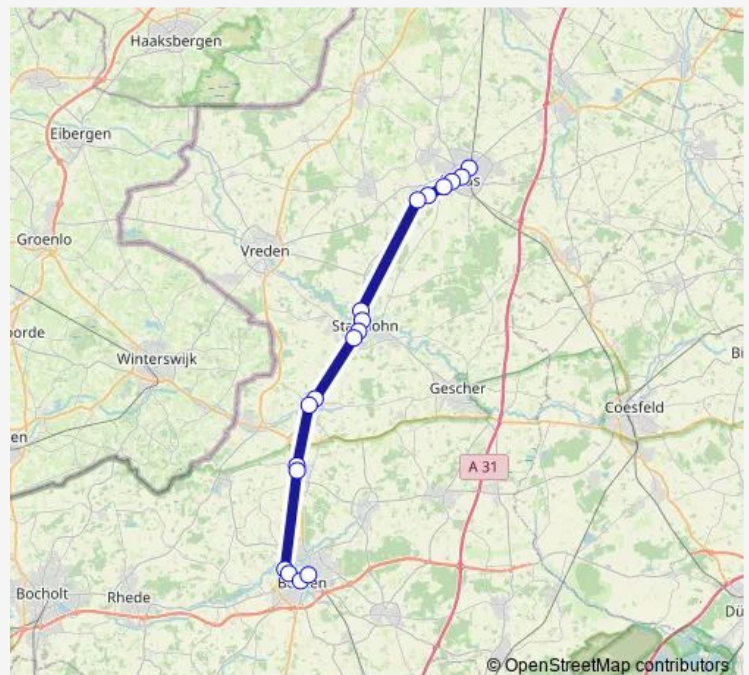 Haaksbergen
Eibergen
Groenlo
Vreden
Winterswijk
Gescher
Coesfeld
A 31
Bocholt
Rhede
© OpenStreetMap contributors